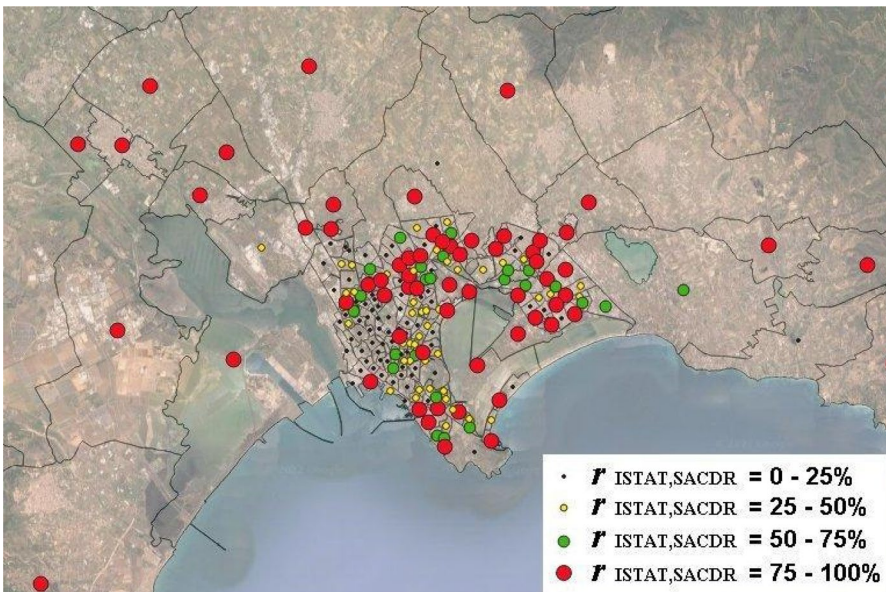 r ISTAT,SACDR = 0 - 25%
r ISTAT,SACDR = 25 - 50%
r ISTAT,SACDR = 50 - 75%
r ISTAT,SACDR = 75 - 100%